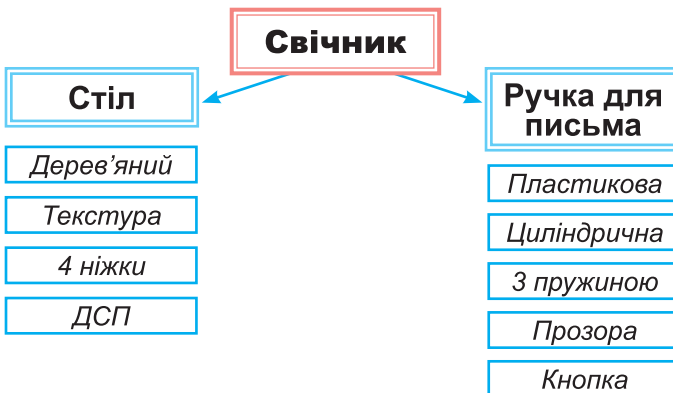 Свічник
Стіл
Дерев’яний
Текстура
4 ніжки
ДСП
Ручка для
письма
Пластикова
Циліндрична
З пружиною
Прозора
Кнопка